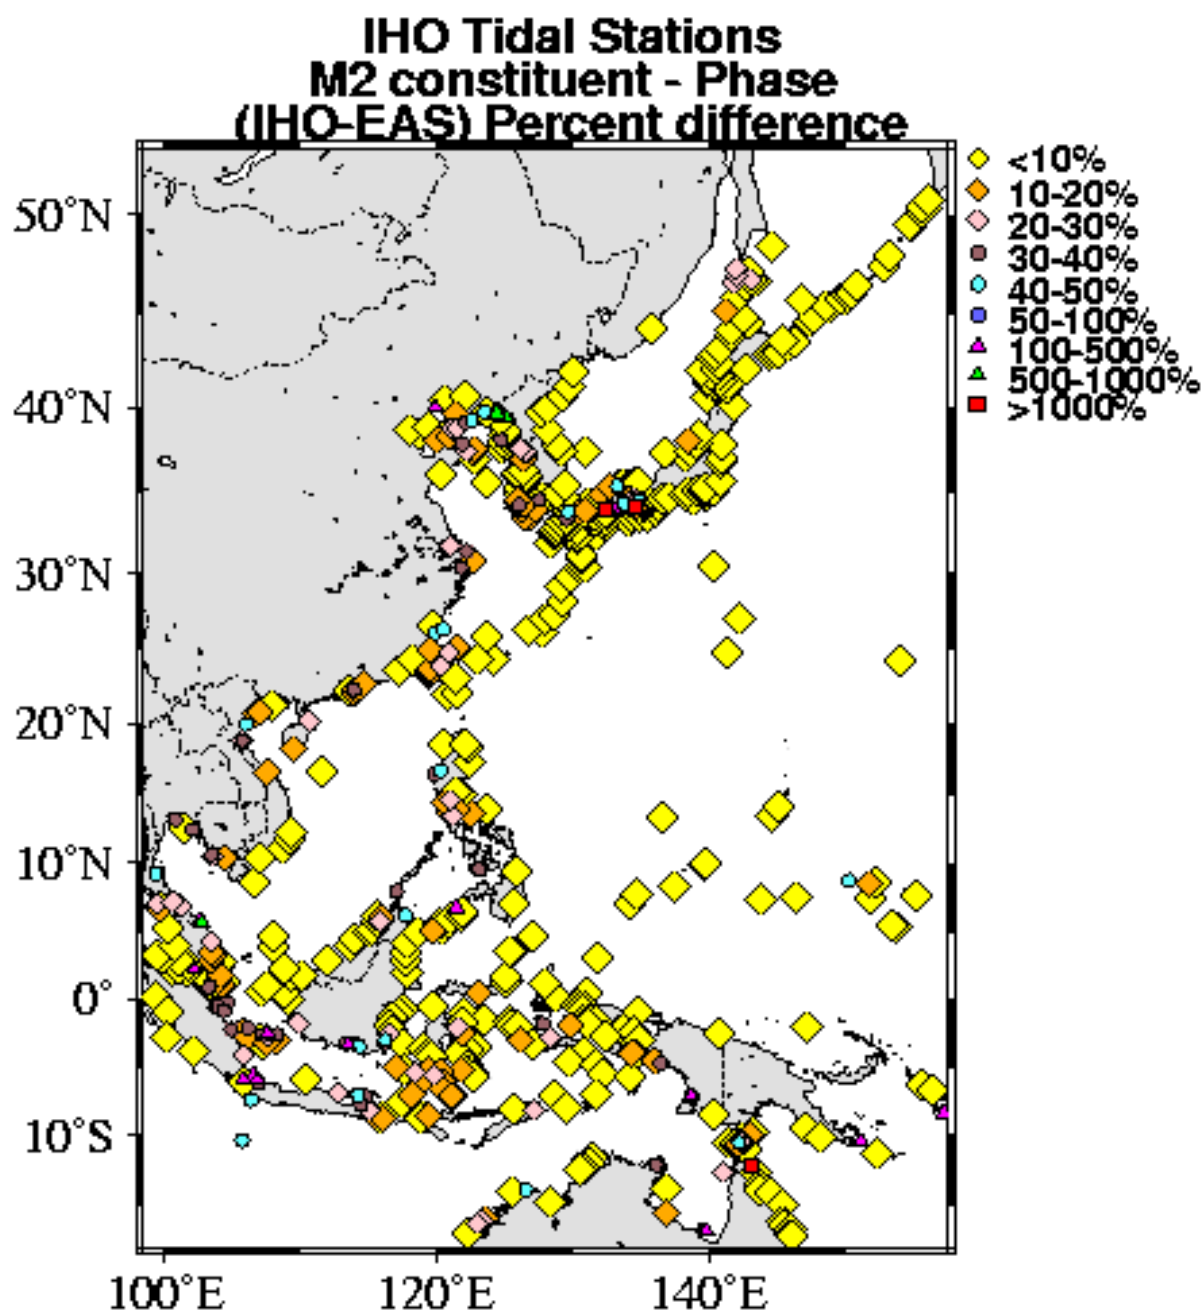 IHO Tidal Stations
M2 constituent - Phase
(IHO-EAS) Percent difference
<10%
10-20%
20-30%
30-40%
40-50%
50-100%
100-500%
500-1000%
>1000%
50°N
40°N
30°N
20°N
10°N
0°
10°S
100°E 120°E 140°E